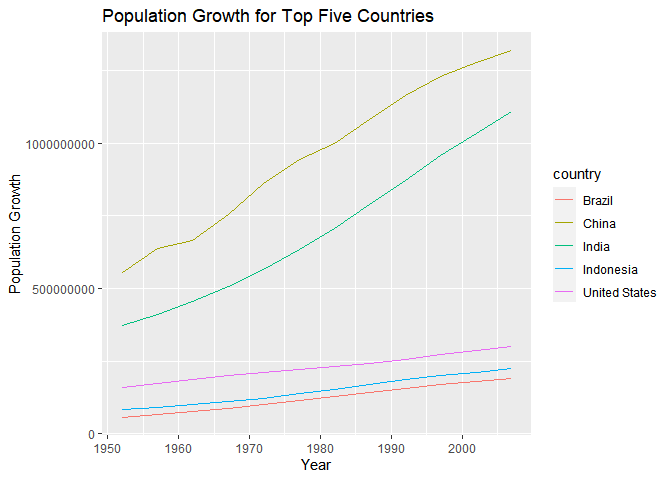 Population Growth for Top Five Countries
Population Growth
1000000000
500000000
0
1950
1960
1970
1980
1990
2000
Year
country
Brazil
China
India
Indonesia
United States